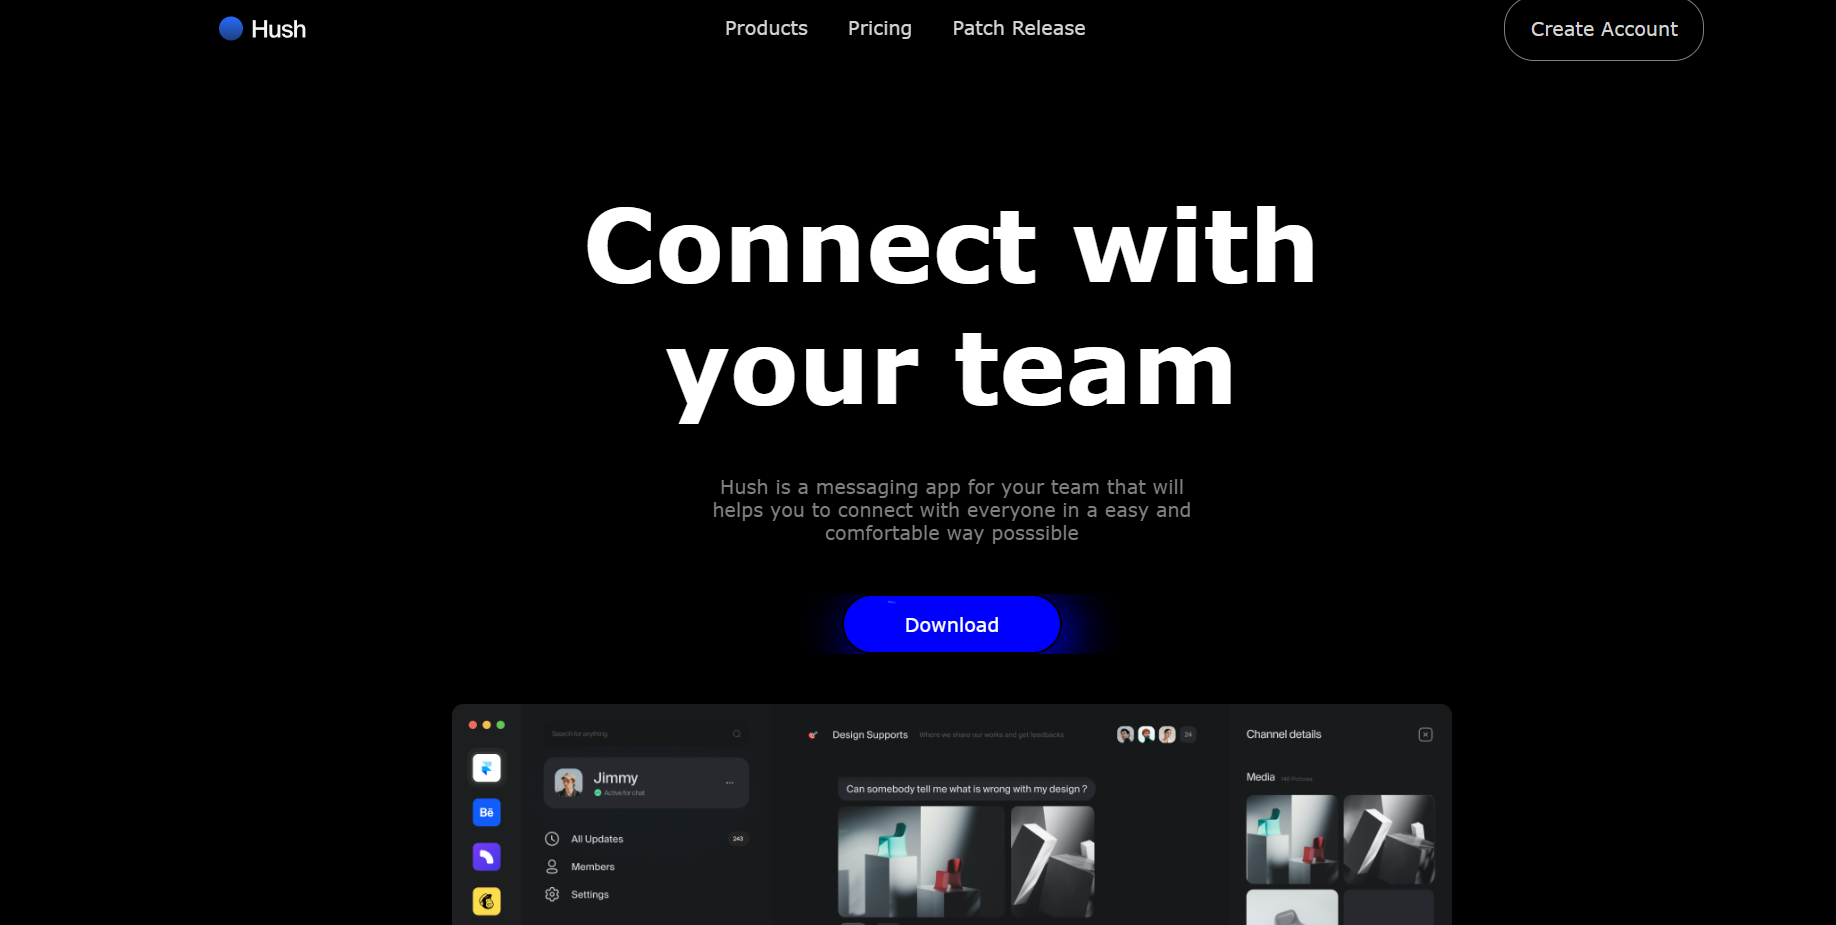 Hush
Products Pricing Patch Release
Create Account
Connect with
your team
Hush is a messaging app for your team that will
helps you to connect with everyone in a easy and
comfortable way posssible
Download
Search for anything
Jimmy
Active for chat
Bē
All Updates 243
Members
Settings
Design Supports Where we share our works and get feedbacks 24
Can somebody tell me what is wrong with my design ?
Channel details
Media 148 Pictures